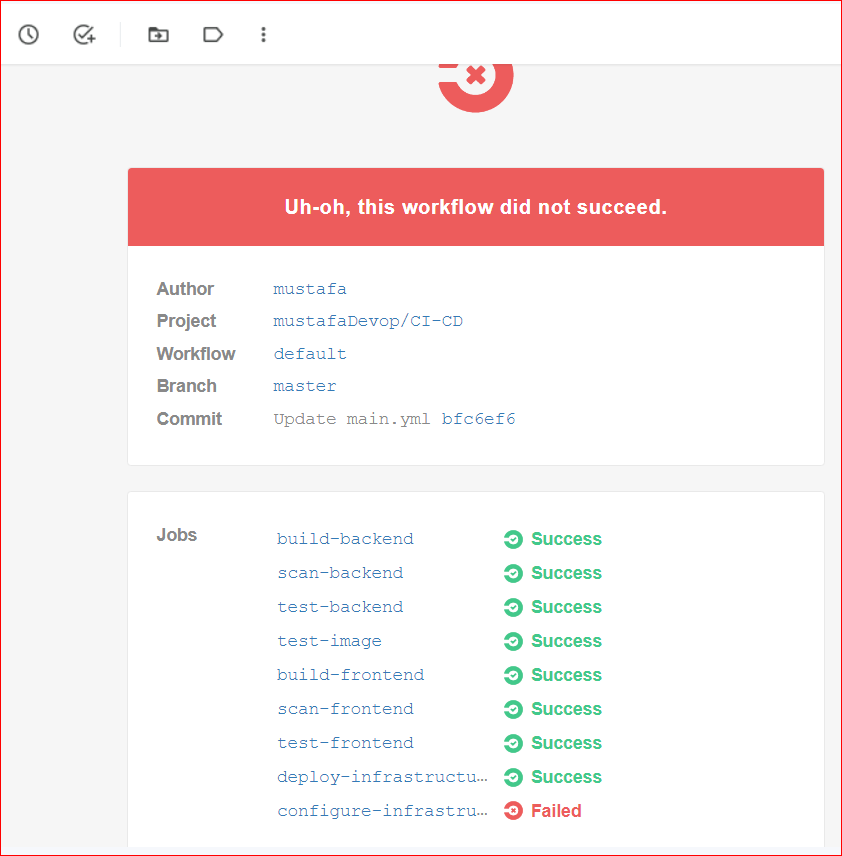 Uh-oh, this workflow did not succeed.
Author mustafa
Project mustafaDevop/CI-CD
Workflow default
Branch master
Commit Update main.yml bfc6ef6
Jobs build-backend Success
scan-backend Success
test-backend Success
test-image Success
build-frontend Success
scan-frontend Success
test-frontend Success
deploy-infrastructu… Success
configure-infrastru… Failed